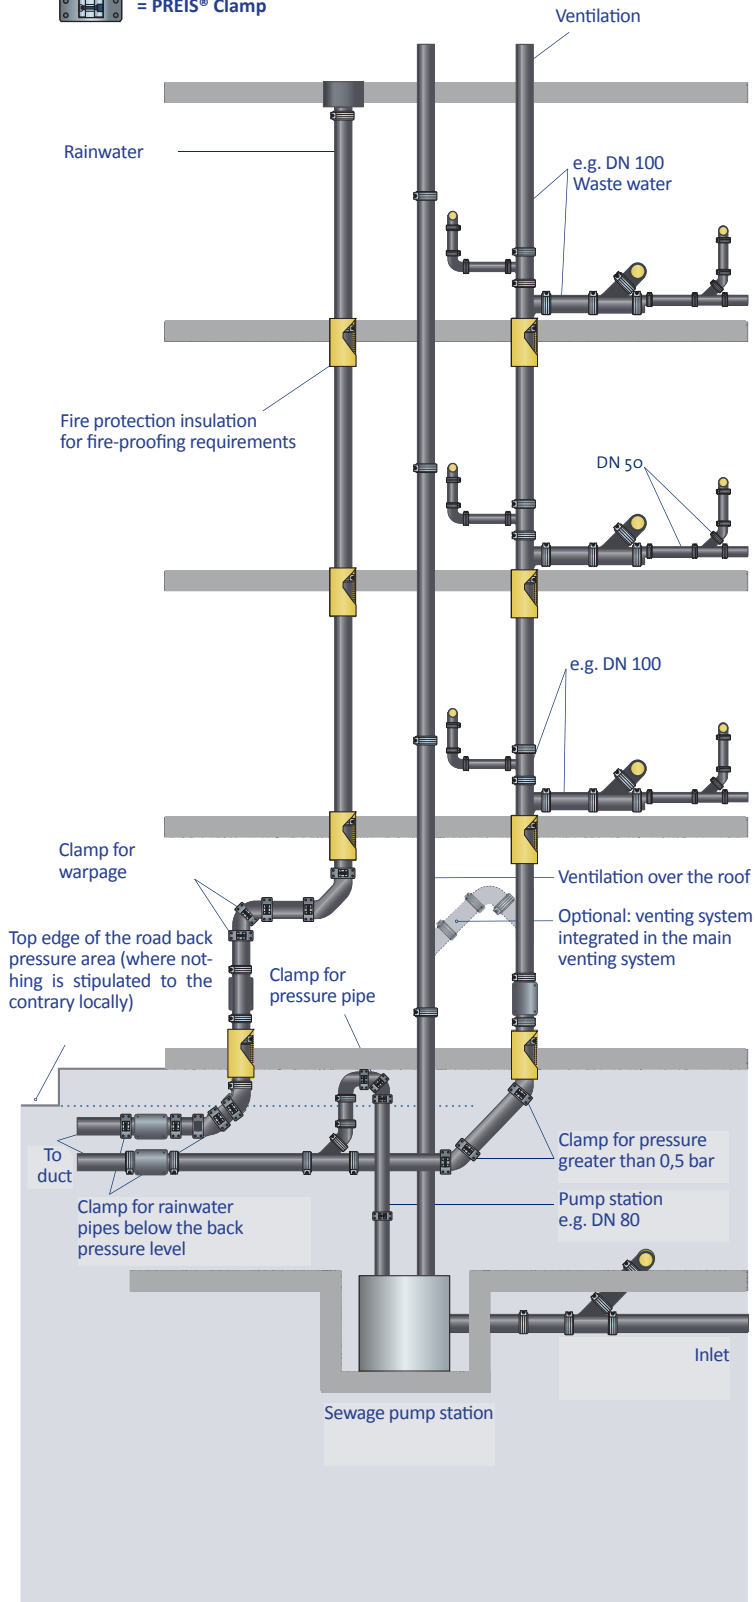 = PREIS® Clamp
Ventilation
Rainwater
e.g. DN 100
Waste water
Fire protection insulation
for fire-proofing requirements
DN 50
e.g. DN 100
Clamp for
warpage
Ventilation over the roof
Optional: venting system
integrated in the main
venting system
Top edge of the road back
pressure area (where not-
hing is stipulated to the
contrary locally)
Clamp for
pressure pipe
To
duct
Clamp for pressure
greater than 0,5 bar
Clamp for rainwater
pipes below the back
pressure level
Pump station
e.g. DN 80
Inlet
Sewage pump station